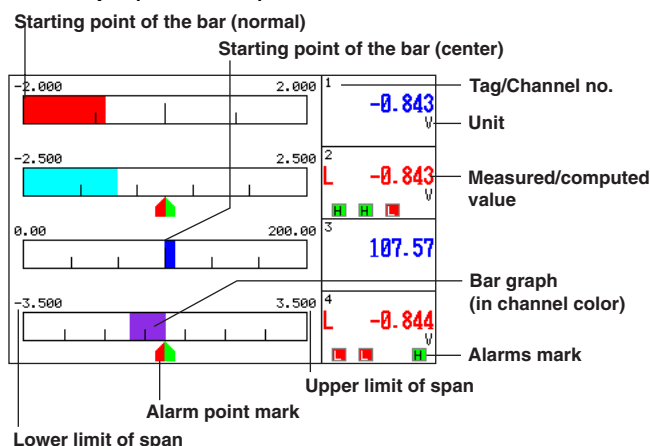 Starting point of the bar (normal)
Starting point of the bar (center)
-2.000 2.000
1
-0.843
V
Tag/Channel no.
Unit
-2.500 2.500
2
L -0.843
V
H H L
Measured/computed
value
0.00 200.00
3
107.57
-3.500 3.500
4
L -0.844
V
L L H
Bar graph
(in channel color)
Alarms mark
Upper limit of span
Alarm point mark
Lower limit of span